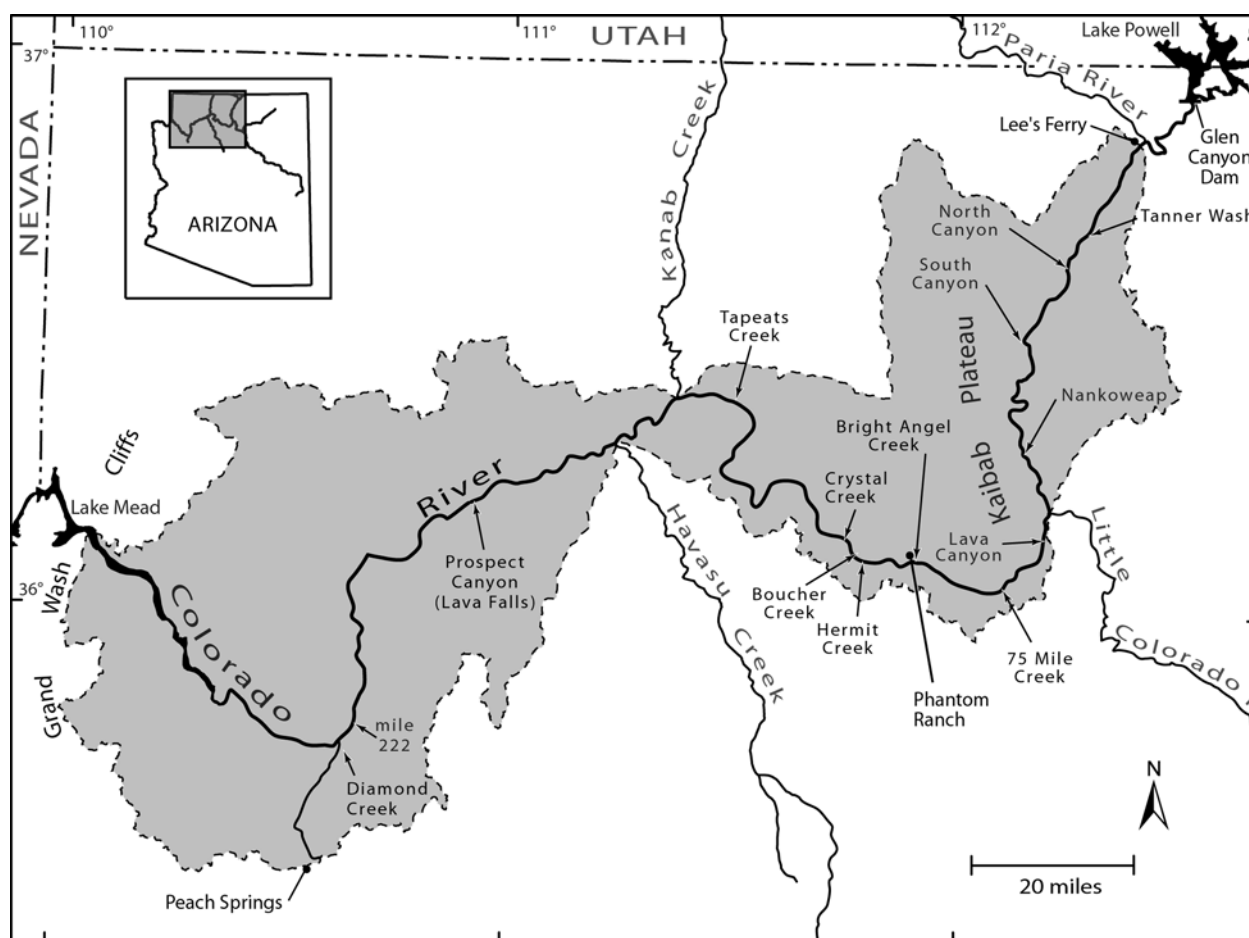 110°
111°
112°
UTAH
Lake Powell
37°
Paria River
NEVADA
Kanab Creek
Lee's Ferry
Glen
Canyon
Dam
ARIZONA
North
Canyon
Tanner Wash
South
Canyon
Tapeats
Creek
Kaibab Plateau
Nankoweap
Bright Angel
Creek
Cliffs
River
Crystal
Creek
Lake Mead
Little
Lava
Canyon
Prospect
Canyon
(Lava Falls)
Havasu Creek
36°
Wash
Boucher
Creek
Hermit
Creek
Colorado
Colorado
75 Mile
Creek
Phantom
Ranch
Grand
mile
222
N
Diamond
Creek
20 miles
Peach Springs